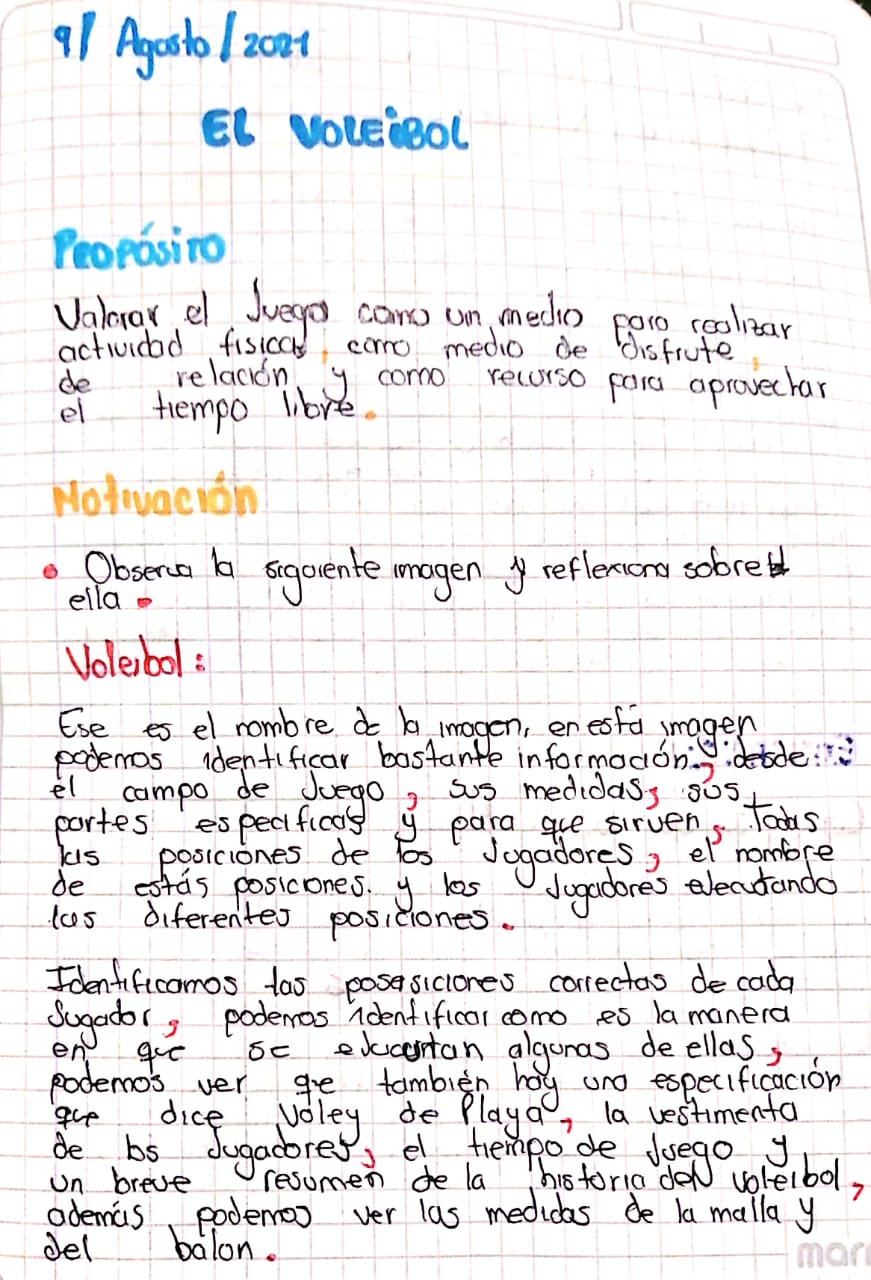 9/ Agosto/2021
EL VOLEiBOL
Propósito
Valorar el Juego como un medio para realizar
actividad fisica, como medio de disfrute,
de relación y como recurso para aprovechar
el tiempo libre.
Motivación
• Observa la siguiente imagen y reflexiona sobre
ella.
Voleibol:
Ese es el nombre de la imagen, en está imagen
podemos identificar bastante información; desde
el campo de Juego, sus medidas, sus
partes especificas y para que sirven, Todas
las posiciones de los Jugadores, el nombre
de estás posiciones. y los Jugadores ejecutando
las diferentes posiciones.
Identificamos las posesiciones correctas de cada
Jugador, podemos identificar como es la manera
en que se ejecutan algunas de ellas,
podemos ver que también hay una especificación
que dice Voley de Playa, la vestimenta
de los Jugadores, el tiempo de Juego y
un breve resumen de la historia del voleibol,
además podemos ver las medidas de la malla y
del balon.